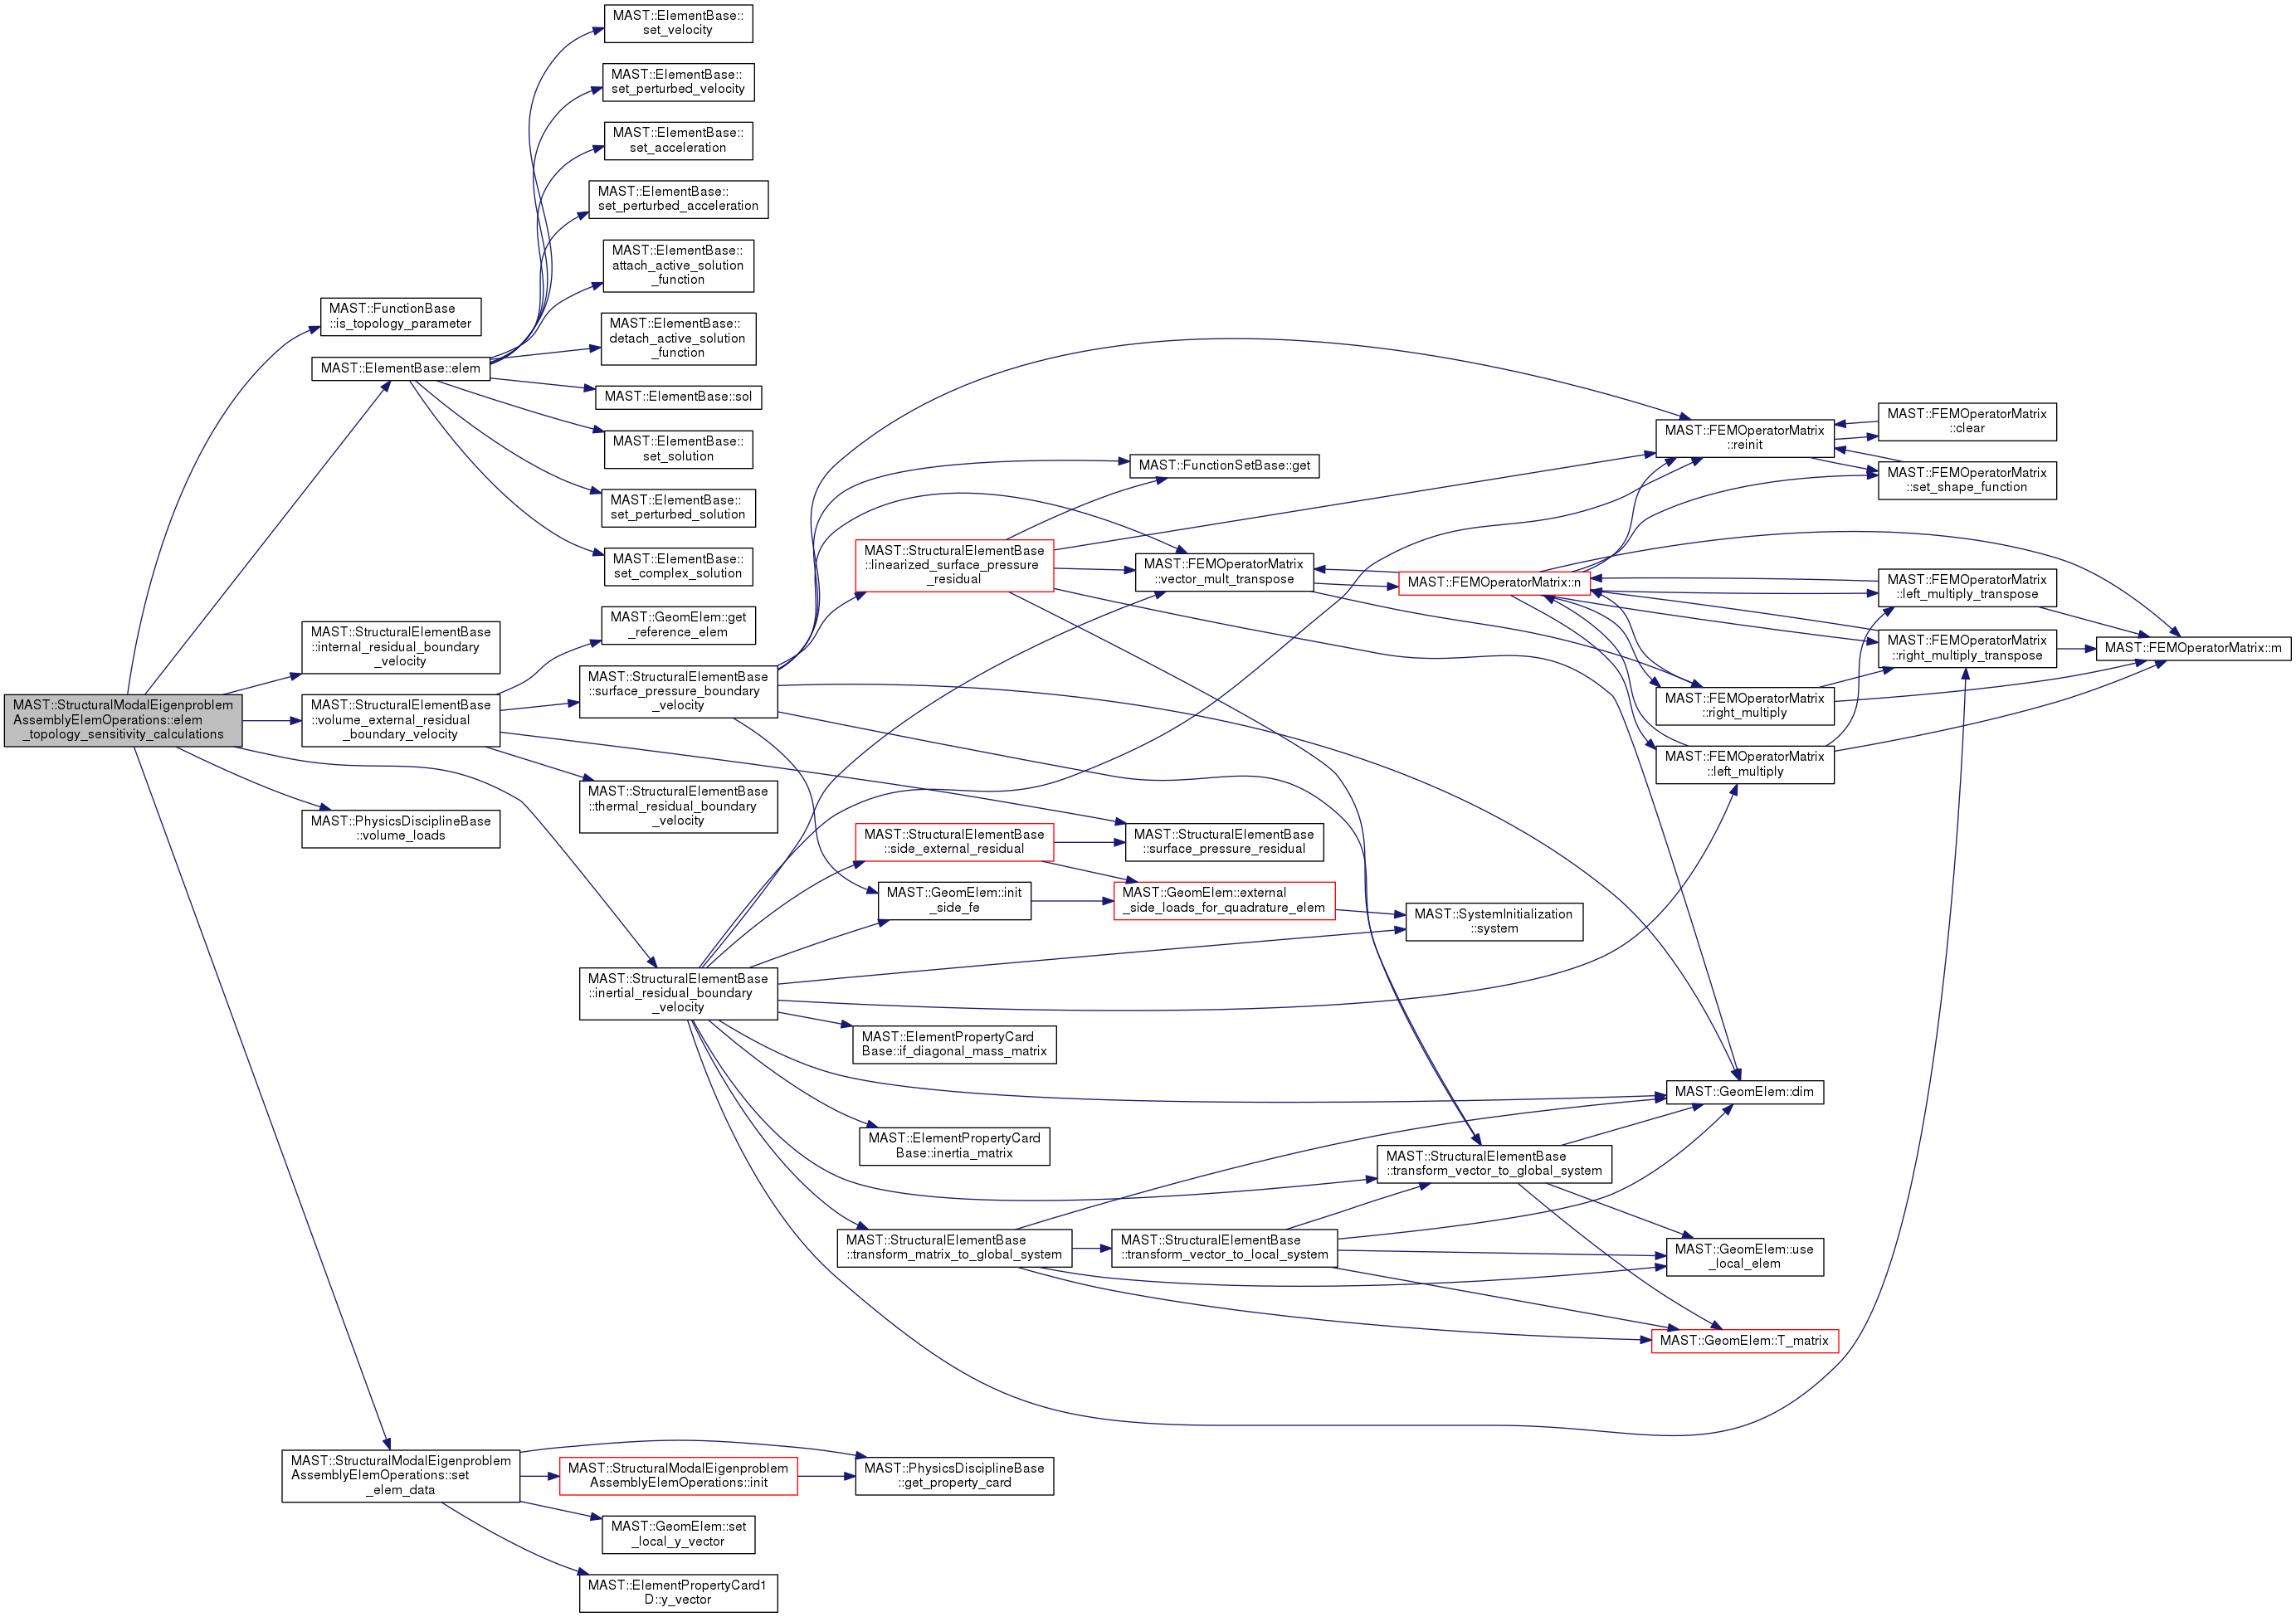 MAST::StructuralModalEigenproblem
AssemblyElemOperations::elem
_topology_sensitivity_calculations
MAST::FunctionBase
::is_topology_parameter
MAST::ElementBase::elem
MAST::StructuralElementBase
::internal_residual_boundary
_velocity
MAST::StructuralElementBase
::volume_external_residual
_boundary_velocity
MAST::PhysicsDisciplineBase
::volume_loads
MAST::StructuralModalEigenproblem
AssemblyElemOperations::set
_elem_data
MAST::ElementBase::
set_velocity
MAST::ElementBase::
set_perturbed_velocity
MAST::ElementBase::
set_acceleration
MAST::ElementBase::
set_perturbed_acceleration
MAST::ElementBase::
attach_active_solution
_function
MAST::ElementBase::
detach_active_solution
_function
MAST::ElementBase::sol
MAST::ElementBase::
set_solution
MAST::ElementBase::
set_perturbed_solution
MAST::ElementBase::
set_complex_solution
MAST::GeomElem::get
_reference_elem
MAST::StructuralElementBase
::surface_pressure_boundary
_velocity
MAST::StructuralElementBase
::thermal_residual_boundary
_velocity
MAST::StructuralElementBase
::inertial_residual_boundary
_velocity
MAST::StructuralModalEigenproblem
AssemblyElemOperations::init
MAST::GeomElem::set
_local_y_vector
MAST::ElementPropertyCard1
D::y_vector
MAST::StructuralElementBase
::linearized_surface_pressure
_residual
MAST::StructuralElementBase
::side_external_residual
MAST::GeomElem::init
_side_fe
MAST::ElementPropertyCard
Base::if_diagonal_mass_matrix
MAST::ElementPropertyCard
Base::inertia_matrix
MAST::StructuralElementBase
::transform_matrix_to_global_system
MAST::PhysicsDisciplineBase
::get_property_card
MAST::FunctionSetBase::get
MAST::FEMOperatorMatrix
::vector_mult_transpose
MAST::StructuralElementBase
::surface_pressure_residual
MAST::GeomElem::external
_side_loads_for_quadrature_elem
MAST::StructuralElementBase
::transform_vector_to_local_system
MAST::FEMOperatorMatrix::n
MAST::SystemInitialization
::system
MAST::StructuralElementBase
::transform_vector_to_global_system
MAST::FEMOperatorMatrix
::reinit
MAST::FEMOperatorMatrix
::right_multiply
MAST::FEMOperatorMatrix
::left_multiply
MAST::GeomElem::dim
MAST::GeomElem::use
_local_elem
MAST::GeomElem::T_matrix
MAST::FEMOperatorMatrix
::clear
MAST::FEMOperatorMatrix
::set_shape_function
MAST::FEMOperatorMatrix
::left_multiply_transpose
MAST::FEMOperatorMatrix
::right_multiply_transpose
MAST::FEMOperatorMatrix::m